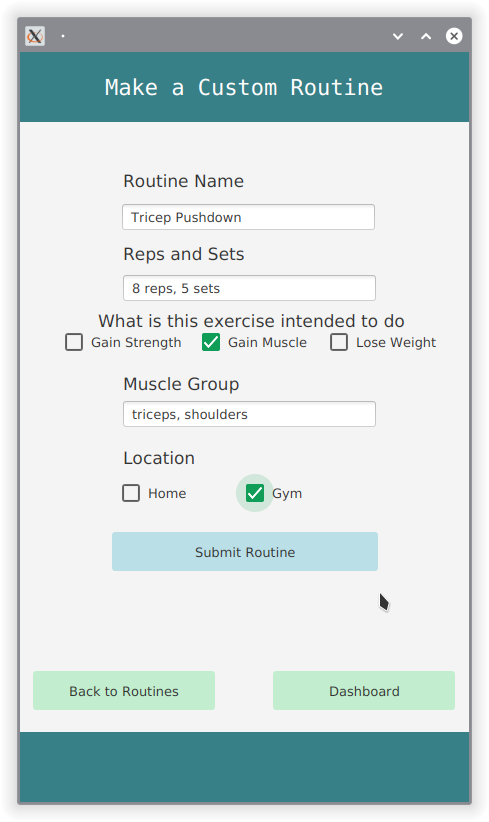 Make a Custom Routine
Routine Name
Tricep Pushdown
Reps and Sets
8 reps, 5 sets
What is this exercise intended to do
Gain Strength Gain Muscle Lose Weight
Muscle Group
triceps, shoulders
Location
Home Gym
Submit Routine
Back to Routines Dashboard